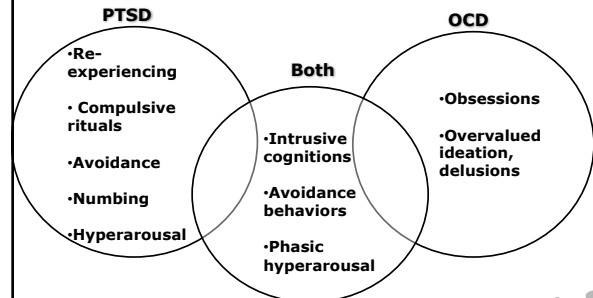 PTSD
•Re-
experiencing
• Compulsive
rituals
•Avoidance
•Numbing
•Hyperarousal
Both
•Intrusive
cognitions
•Avoidance
behaviors
•Phasic
hyperarousal
OCD
•Obsessions
•Overvalued
ideation,
delusions